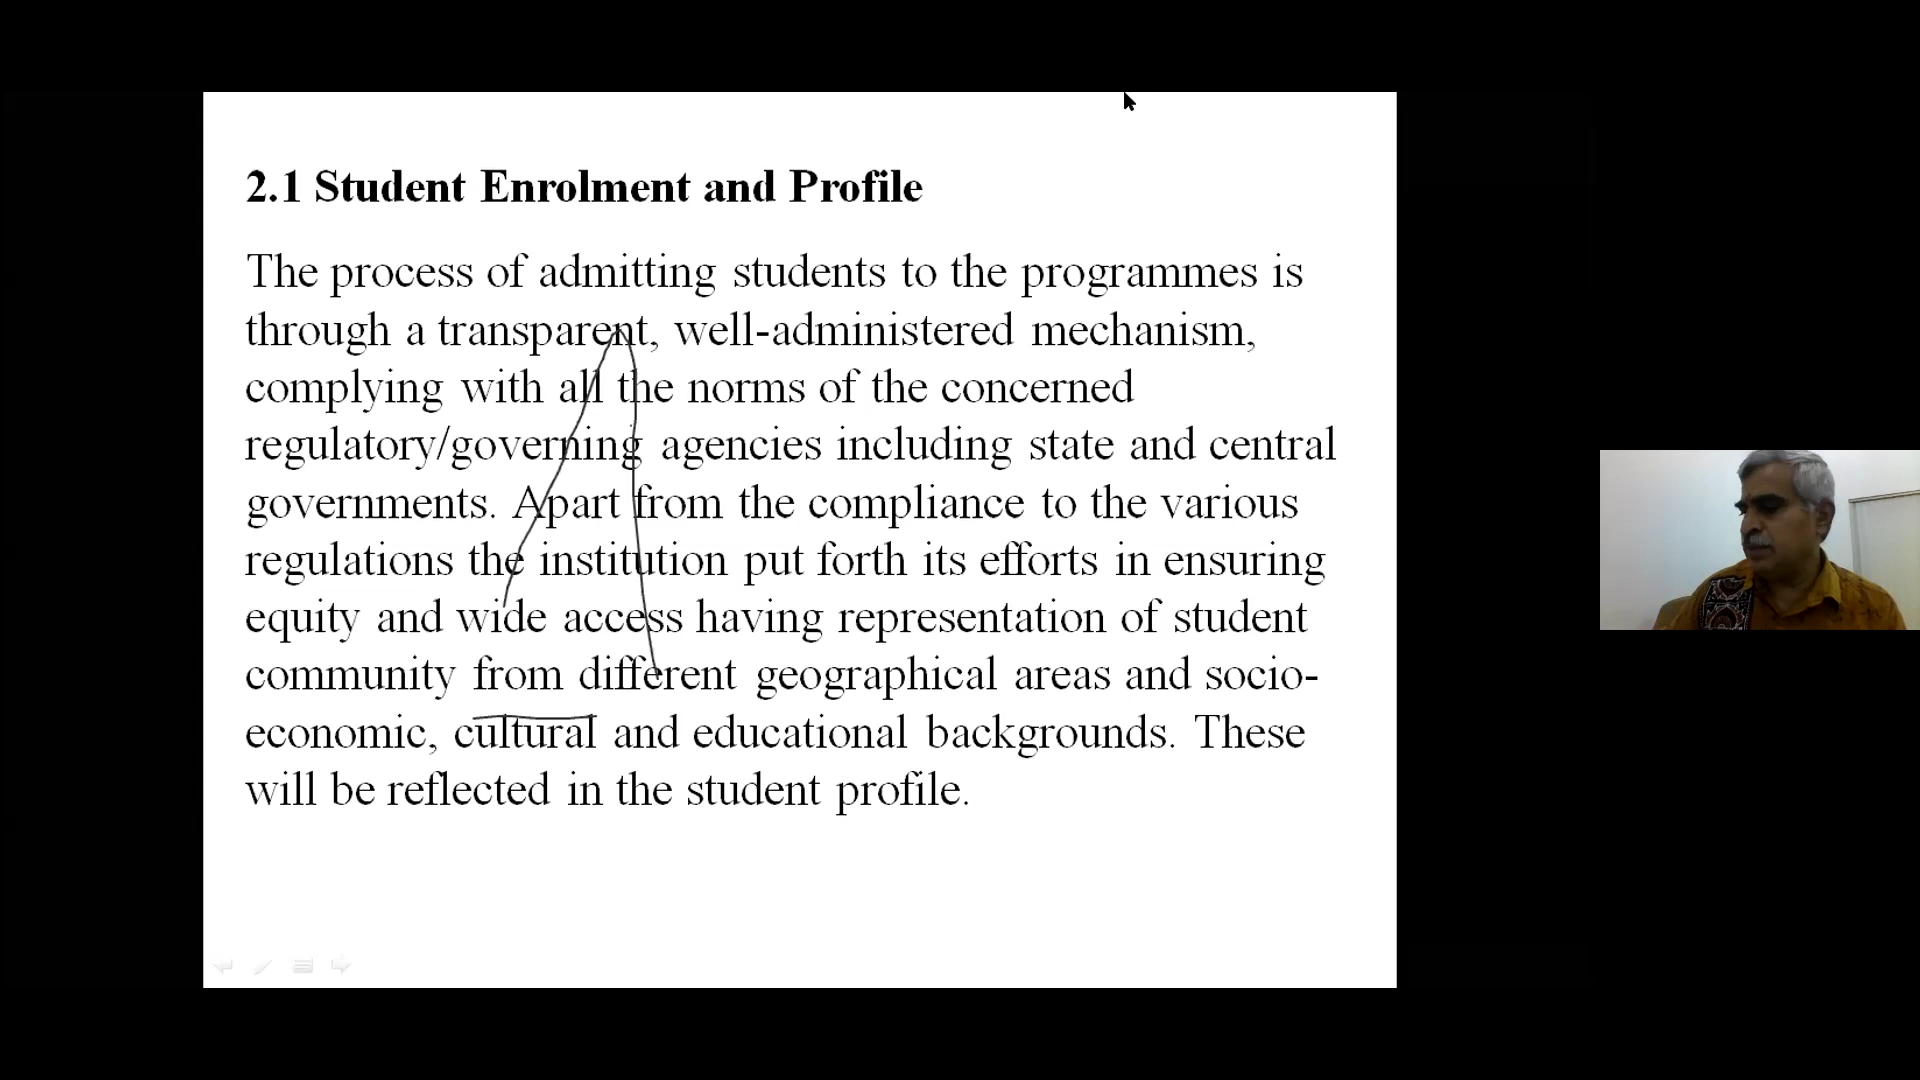 2.1 Student Enrolment and Profile
The process of admitting students to the programmes is
through a transparent, well-administered mechanism,
complying with all the norms of the concerned
regulatory/governing agencies including state and central
governments. Apart from the compliance to the various
regulations the institution put forth its efforts in ensuring
equity and wide access having representation of student
community from different geographical areas and socio-
economic, cultural and educational backgrounds. These
will be reflected in the student profile.